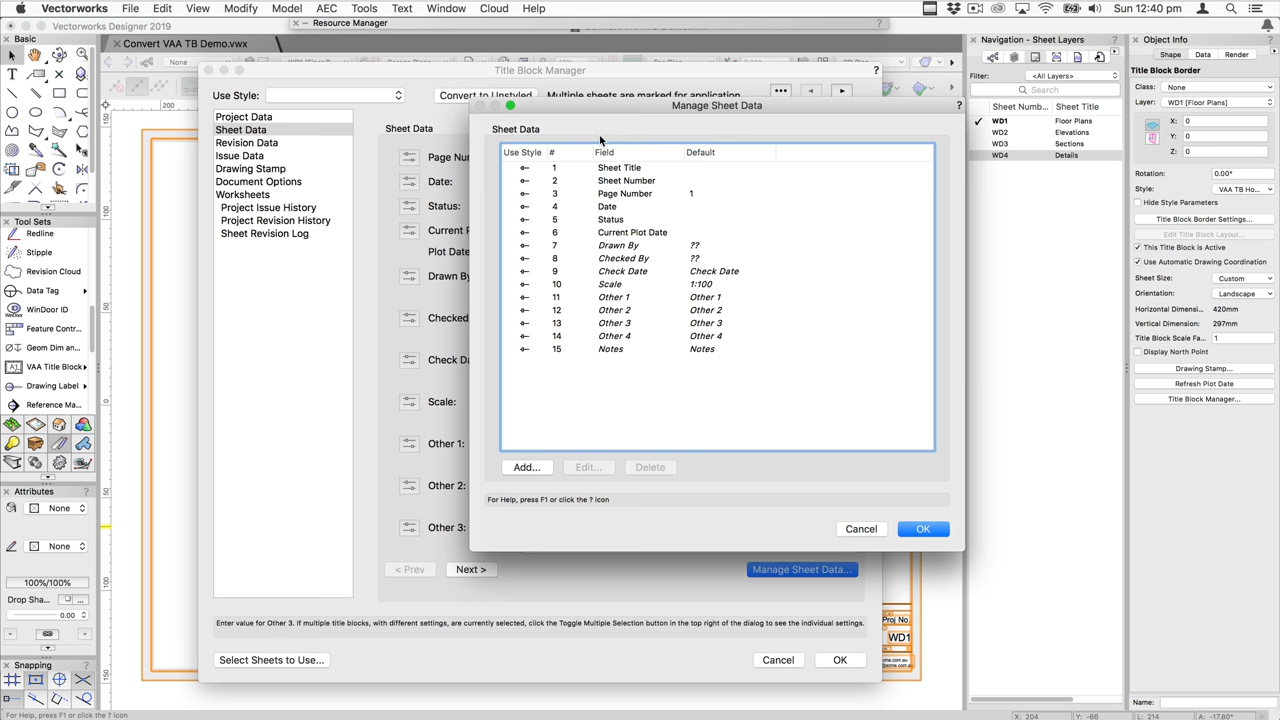 Vectorworks File Edit View Modify Model AEC Tools Text Window Cloud Help Sun 12:40 pm
Resource Manager
Vectorworks Designer 2019
Basic
Convert VAA TB Demo.vwx
None
200
150
100
50
0
50
100
150
Tool Sets
Redline
Stipple
Revision Cloud
Data Tag
WinDoor ID
Feature Contr...
Geom Dim an...
VAA Title Block
Drawing Label
Reference Ma...
Attributes
None
None
100%/100%
Drop Sha...
0.00
Snapping
For Help, press F1 or click the ? icon
Title Block Manager ?
Use Style: Convert to Unstyled Multiple sheets are marked for application
Project Data
Sheet Data
Revision Data
Issue Data
Drawing Stamp
Document Options
Worksheets
Project Issue History
Project Revision History
Sheet Revision Log
Sheet Data
Page Nu
Date:
Status:
Current P
Plot Date
Drawn By
Checked
Check Da
Scale:
Other 1:
Other 2:
Other 3:
< Prev Next > Manage Sheet Data...
Enter value for Other 3. If multiple title blocks, with different settings, are currently selected, click the Toggle Multiple Selection button in the top right of the dialog to see the individual settings.
Select Sheets to Use... Cancel OK
Manage Sheet Data ?
Sheet Data
Use Style # Field Default
1 Sheet Title
2 Sheet Number
3 Page Number 1
4 Date
5 Status
6 Current Plot Date
7 Drawn By ??
8 Checked By ??
9 Check Date Check Date
10 Scale 1:100
11 Other 1 Other 1
12 Other 2 Other 2
13 Other 3 Other 3
14 Other 4 Other 4
15 Notes Notes
Add... Edit... Delete
For Help, press F1 or click the ? icon
Cancel OK
Proj No.
WD1
Navigation - Sheet Layers
Filter: <All Layers>
Search
Sheet Numb... Sheet Title
WD1 Floor Plans
WD2 Elevations
WD3 Sections
WD4 Details
Object Info
Shape Data Render
Title Block Border
Class: None
Layer: WD1 [Floor Plans]
X: 0
Y: 0
Z: 0
Rotation: 0.00°
Style: VAA TB Ho...
Hide Style Parameters
Title Block Border Settings...
Edit Title Block Layout...
This Title Block is Active
Use Automatic Drawing Coordination
Sheet Size: Custom
Orientation: Landscape
Horizontal Dimensi... 420mm
Vertical Dimension: 297mm
Title Block Scale Fa... 1
Display North Point
Drawing Stamp...
Refresh Plot Date
Title Block Manager...
Name:
X: 204 Y: -66 L: 214 A: -17.80°